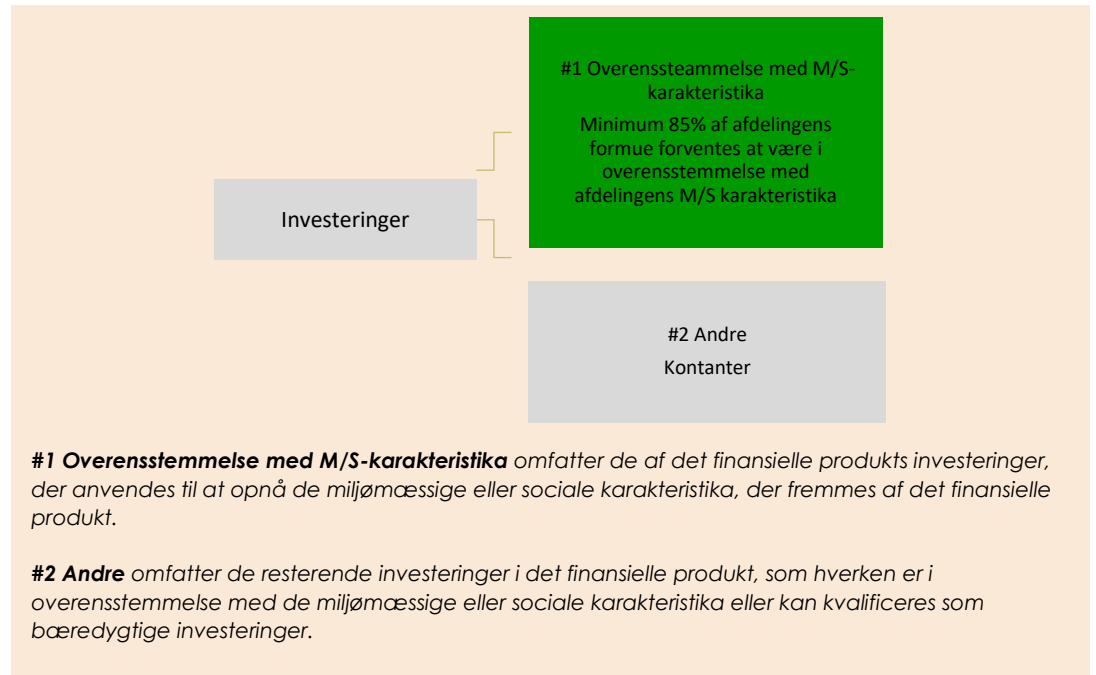 #1 Overenssteammelse med M/S-
karakteristika
Minimum 85% af afdelingens
formue forventes at være i
overensstemmelse med
afdelingens M/S karakteristika
Investeringer
#2 Andre
Kontanter
#1 Overensstemmelse med M/S-karakteristika omfatter de af det finansielle produkts investeringer,
der anvendes til at opnå de miljømæssige eller sociale karakteristika, der fremmes af det finansielle
produkt.
#2 Andre omfatter de resterende investeringer i det finansielle produkt, som hverken er i
overensstemmelse med de miljømæssige eller sociale karakteristika eller kan kvalificeres som
bæredygtige investeringer.